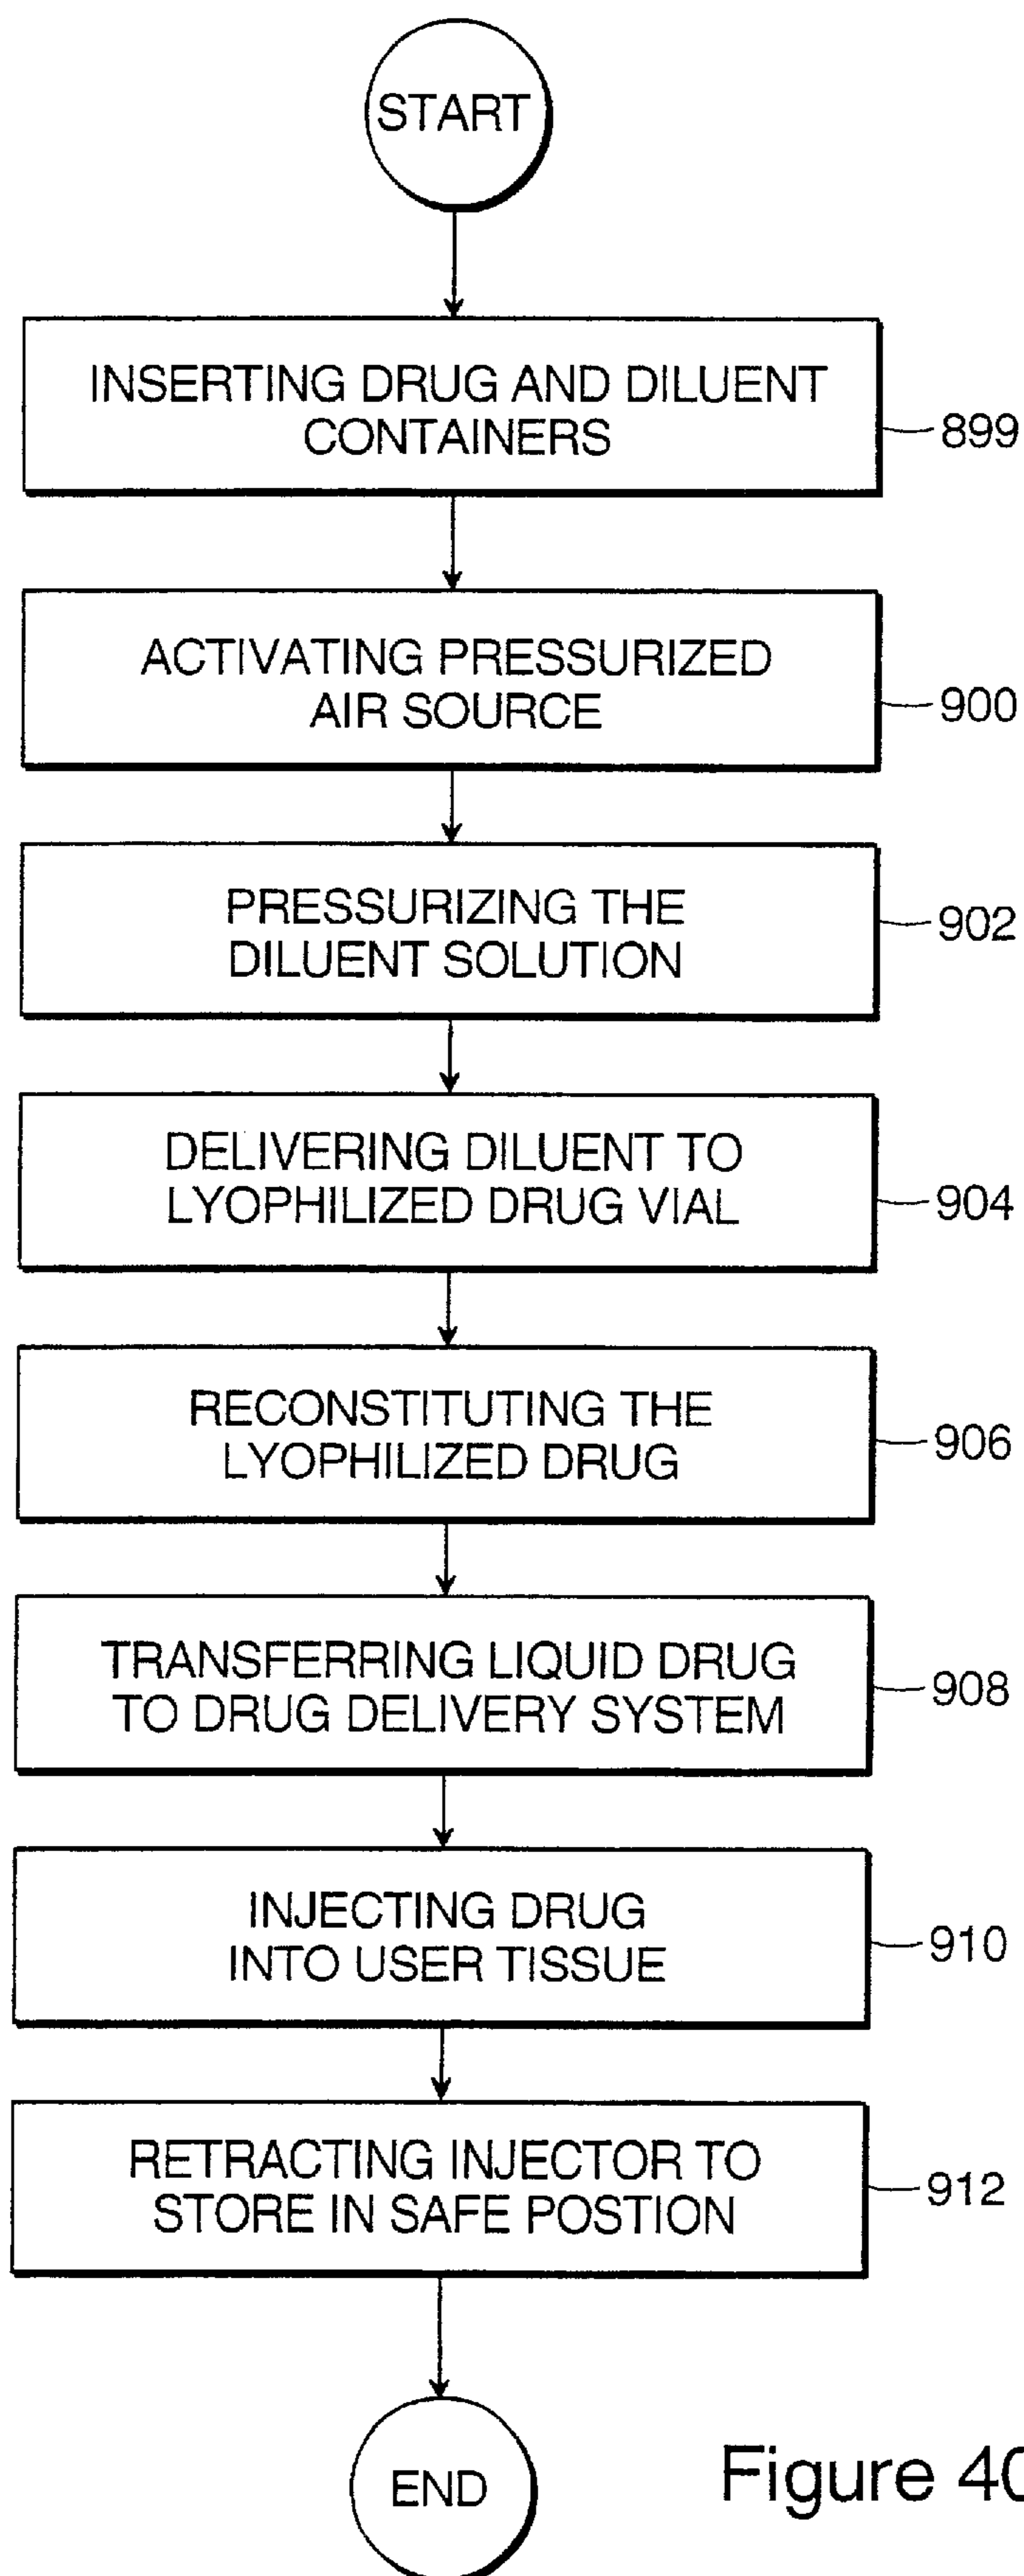 START
INSERTING DRUG AND DILUENT
CONTAINERS
899
ACTIVATING PRESSURIZED
AIR SOURCE
900
PRESSURIZING THE
DILUENT SOLUTION
902
DELIVERING DILUENT TO
LYOPHILIZED DRUG VIAL
904
RECONSTITUTING THE
LYOPHILIZED DRUG
906
TRANSFERRING LIQUID DRUG
TO DRUG DELIVERY SYSTEM
908
INJECTING DRUG
INTO USER TISSUE
910
RETRACTING INJECTOR TO
STORE IN SAFE POSTION
912
END
Figure 40